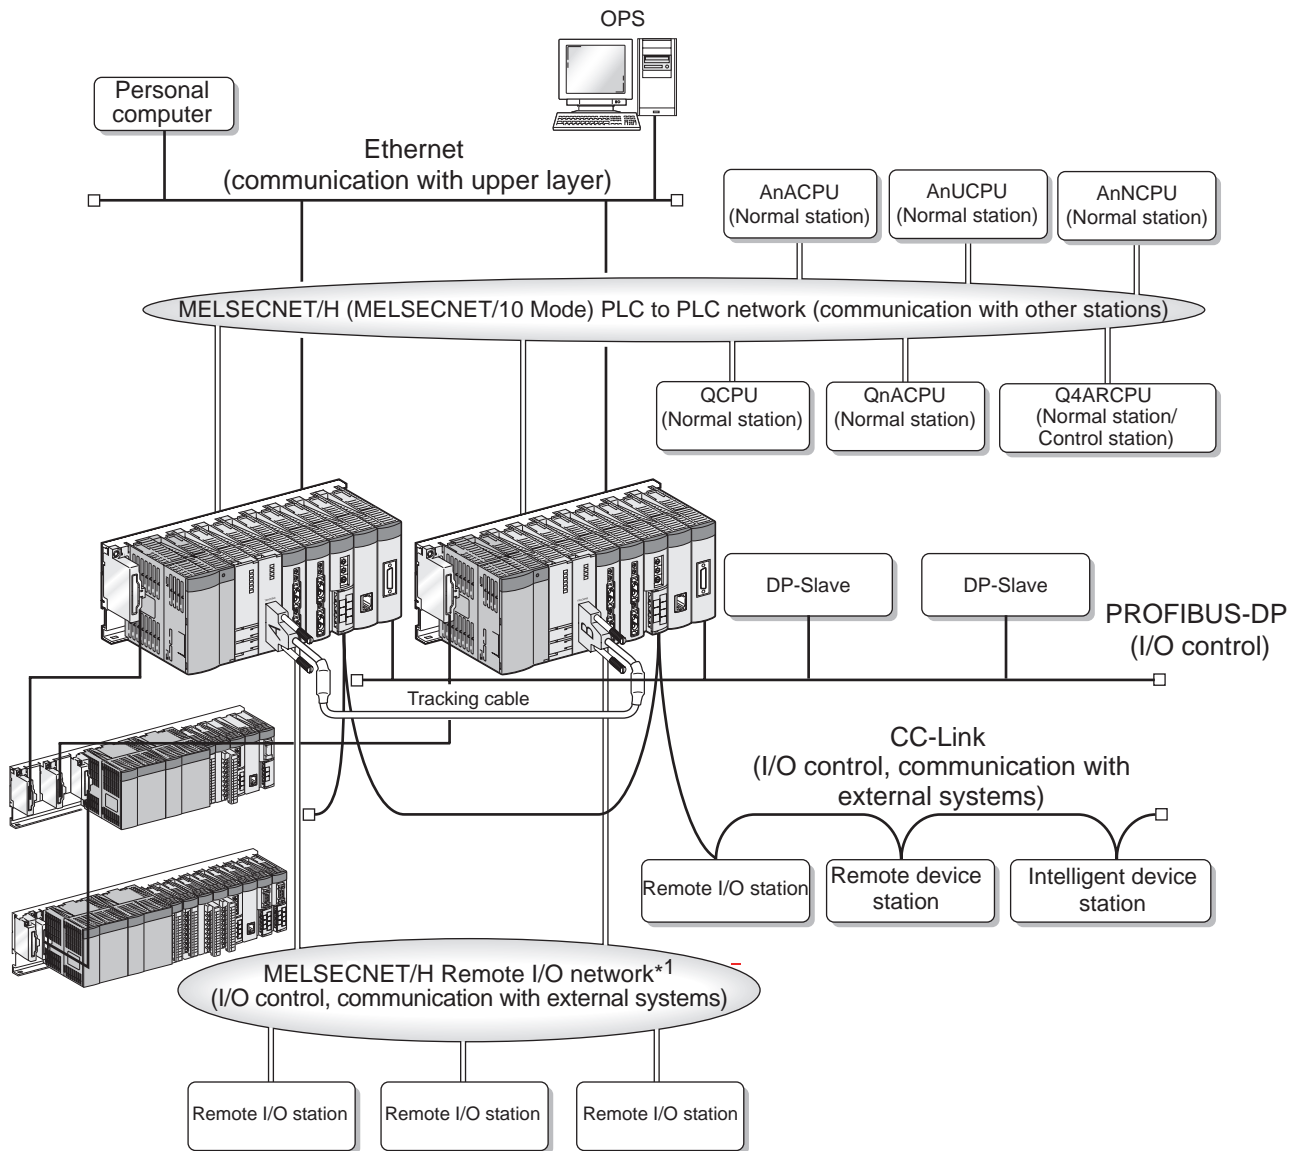 OPS
Personal
computer
Ethernet
(communication with upper layer)
AnACPU
(Normal station)
AnUCPU
(Normal station)
AnNCPU
(Normal station)
MELSECNET/H (MELSECNET/10 Mode) PLC to PLC network (communication with other stations)
QCPU
(Normal station)
QnACPU
(Normal station)
Q4ARCPU
(Normal station/
Control station)
DP-Slave
DP-Slave
PROFIBUS-DP
(I/O control)
Tracking cable
CC-Link
(I/O control, communication with
external systems)
Remote I/O station
Remote device
station
Intelligent device
station
MELSECNET/H Remote I/O network*1
(I/O control, communication with external systems)
Remote I/O station
Remote I/O station
Remote I/O station